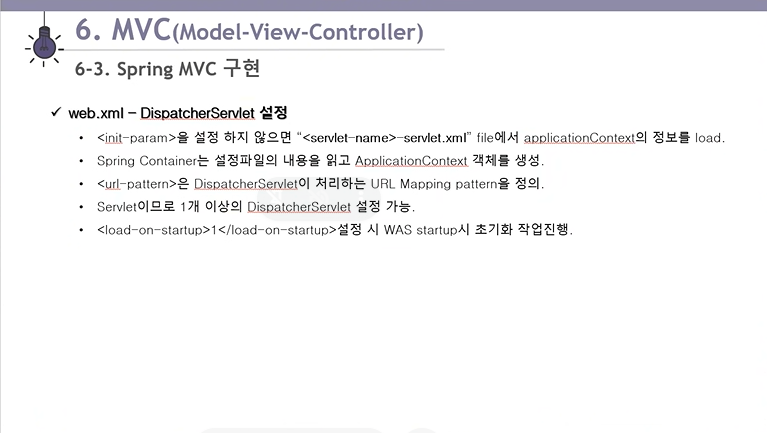 6. MVC(Model-View-Controller)
6-3. Spring MVC 구현
✓ web.xml – DispatcherServlet 설정
• <init-param>을 설정 하지 않으면 “<servlet-name>-servlet.xml” file에서 applicationContext의 정보를 load.
• Spring Container는 설정파일의 내용을 읽고 ApplicationContext 객체를 생성.
• <url-pattern>은 DispatcherServlet이 처리하는 URL Mapping pattern을 정의.
• Servlet이므로 1개 이상의 DispatcherServlet 설정 가능.
• <load-on-startup>1</load-on-startup>설정 시 WAS startup시 초기화 작업진행.